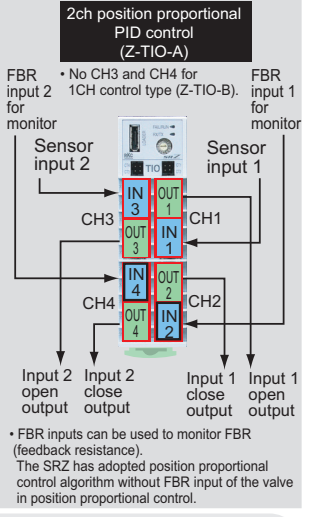 2ch position proportional
PID control
(Z-TIO-A)
• No CH3 and CH4 for
1CH control type (Z-TIO-B).
FBR
input 2
for
monitor
FBR
input 1
for
monitor
Sensor
input 2
Sensor
input 1
TIO
IN
3
OUT
1
CH3
CH1
OUT
3
IN
1
IN
4
OUT
2
CH4
CH2
OUT
4
IN
2
Input 2
open
output
Input 2
close
output
Input 1
close
output
Input 1
open
output
• FBR inputs can be used to monitor FBR
(feedback resistance).
The SRZ has adopted position proportional
control algorithm without FBR input of the valve
in position proportional control.